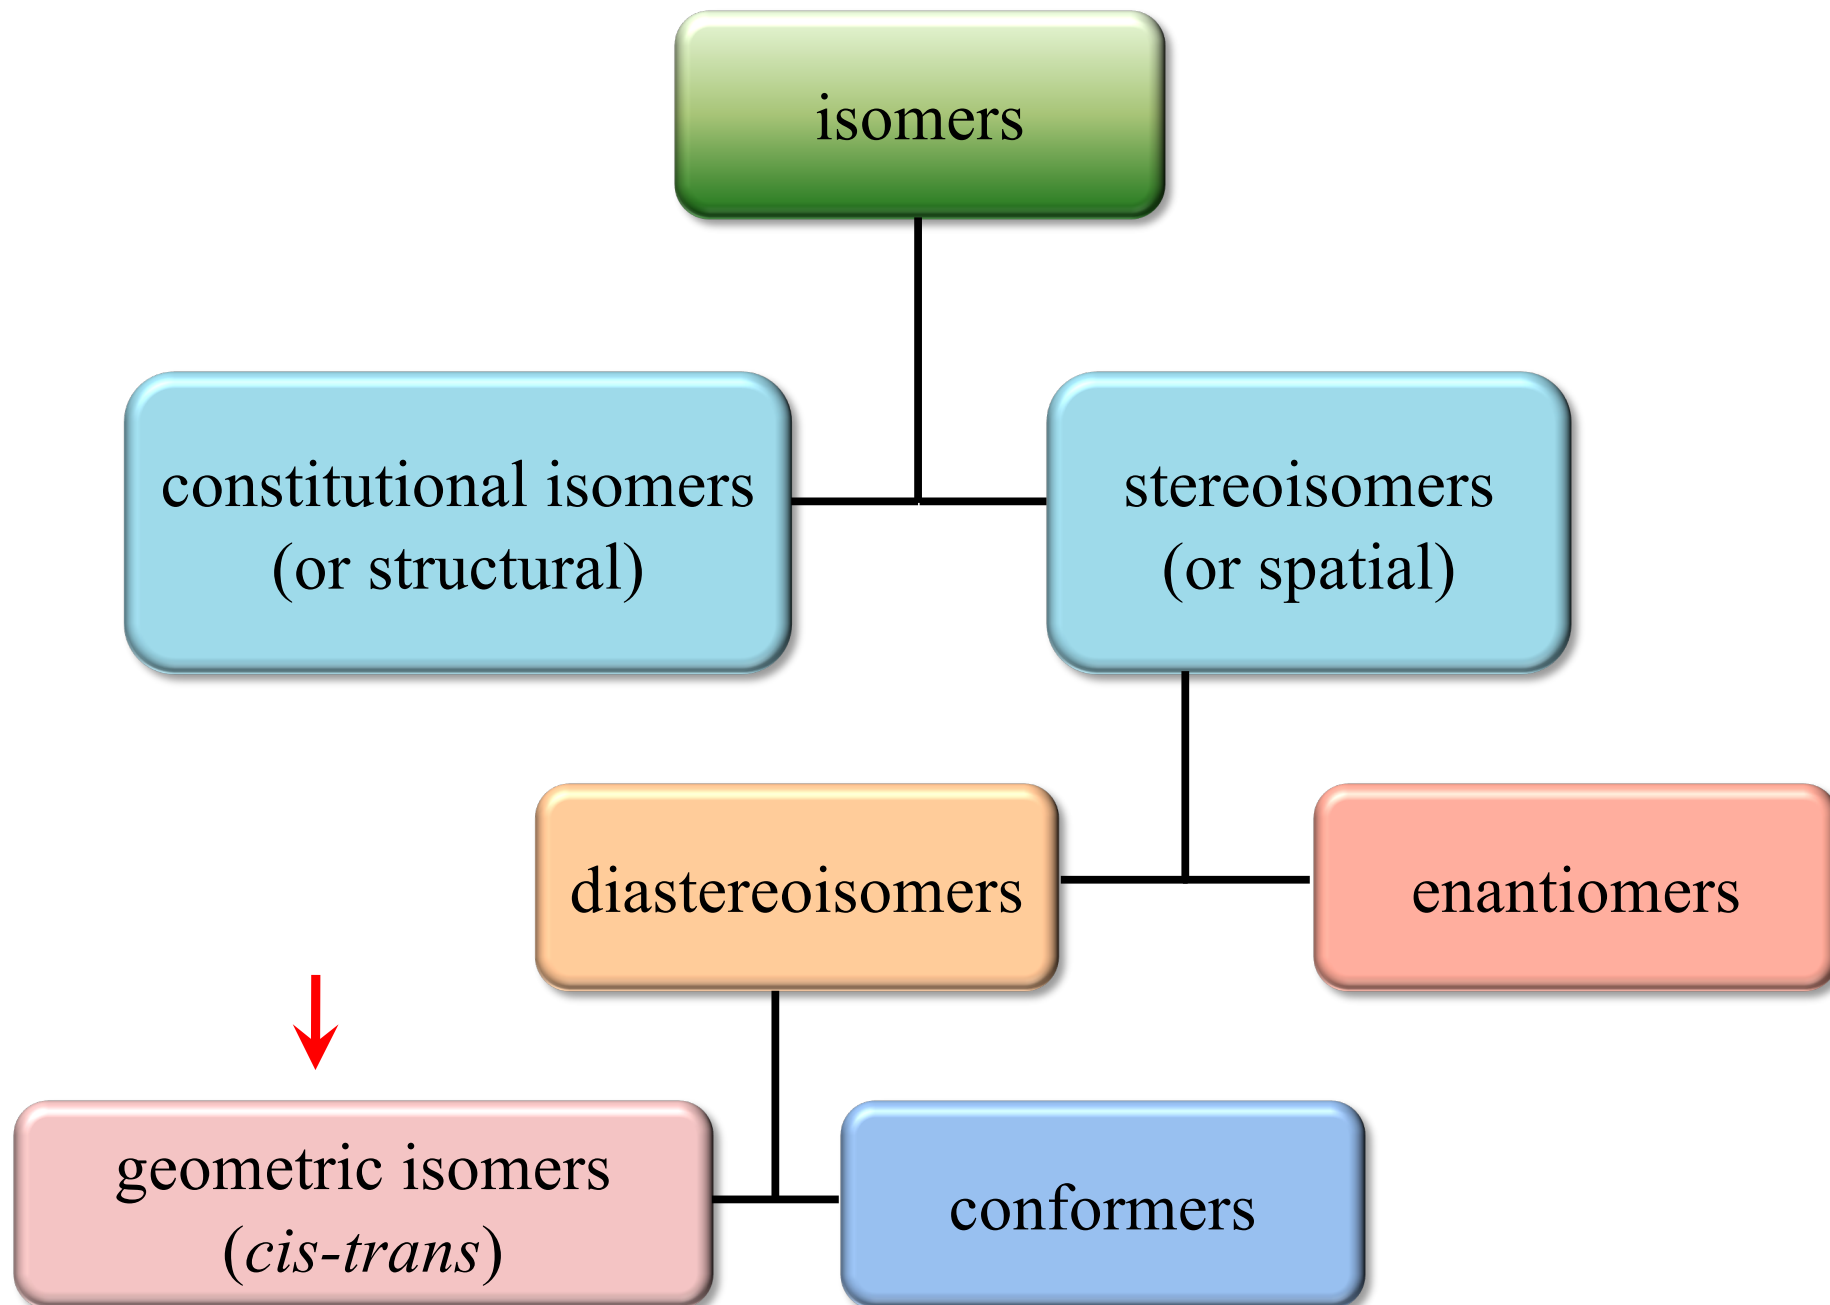 isomers
constitutional isomers
(or structural)
stereoisomers
(or spatial)
diastereoisomers
enantiomers
geometric isomers
(cis-trans)
conformers